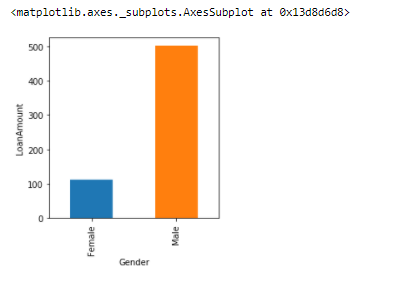 <matplotlib.axes._subplots.AxesSubplot at 0x13d8d6d8>
500
400
300
200
100
0
LoanAmount
Female
Male
Gender